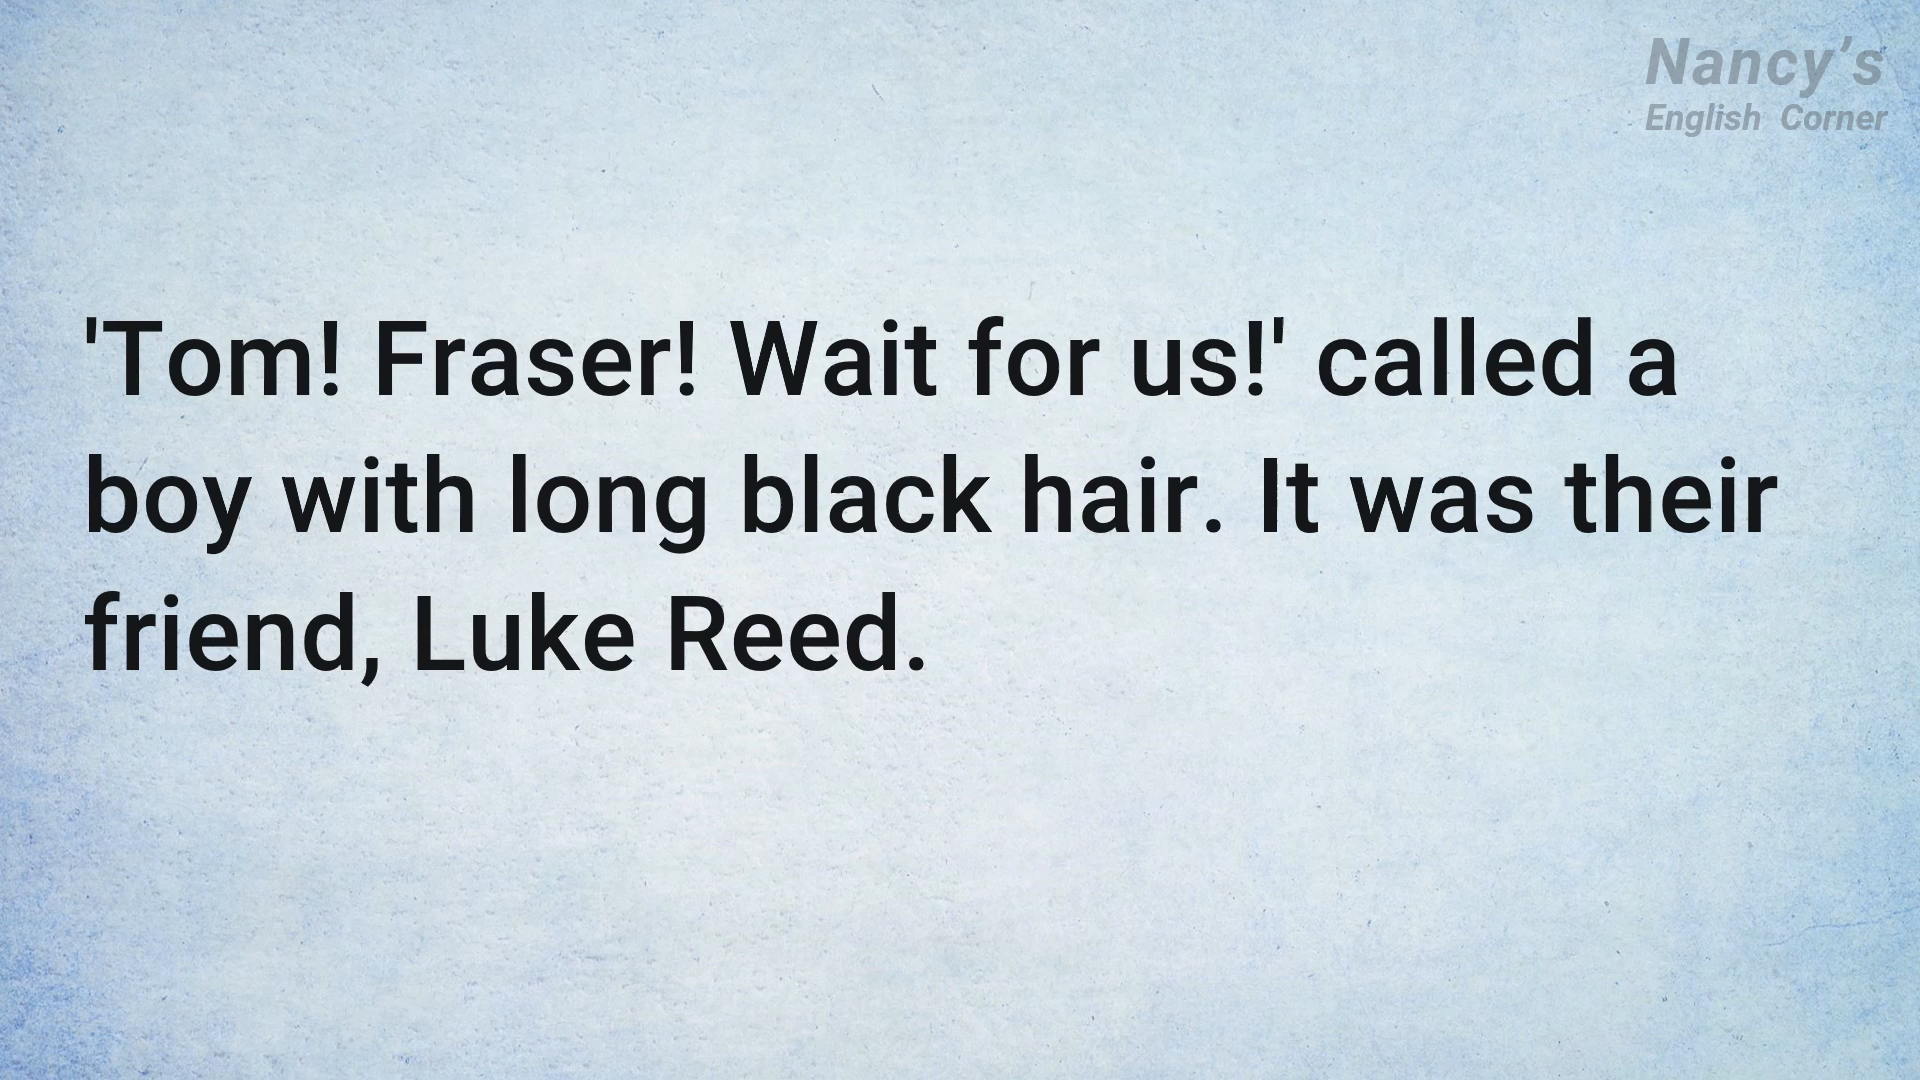 Nancy’s
English Corner
'Tom! Fraser! Wait for us!' called a
boy with long black hair. It was their
friend, Luke Reed.